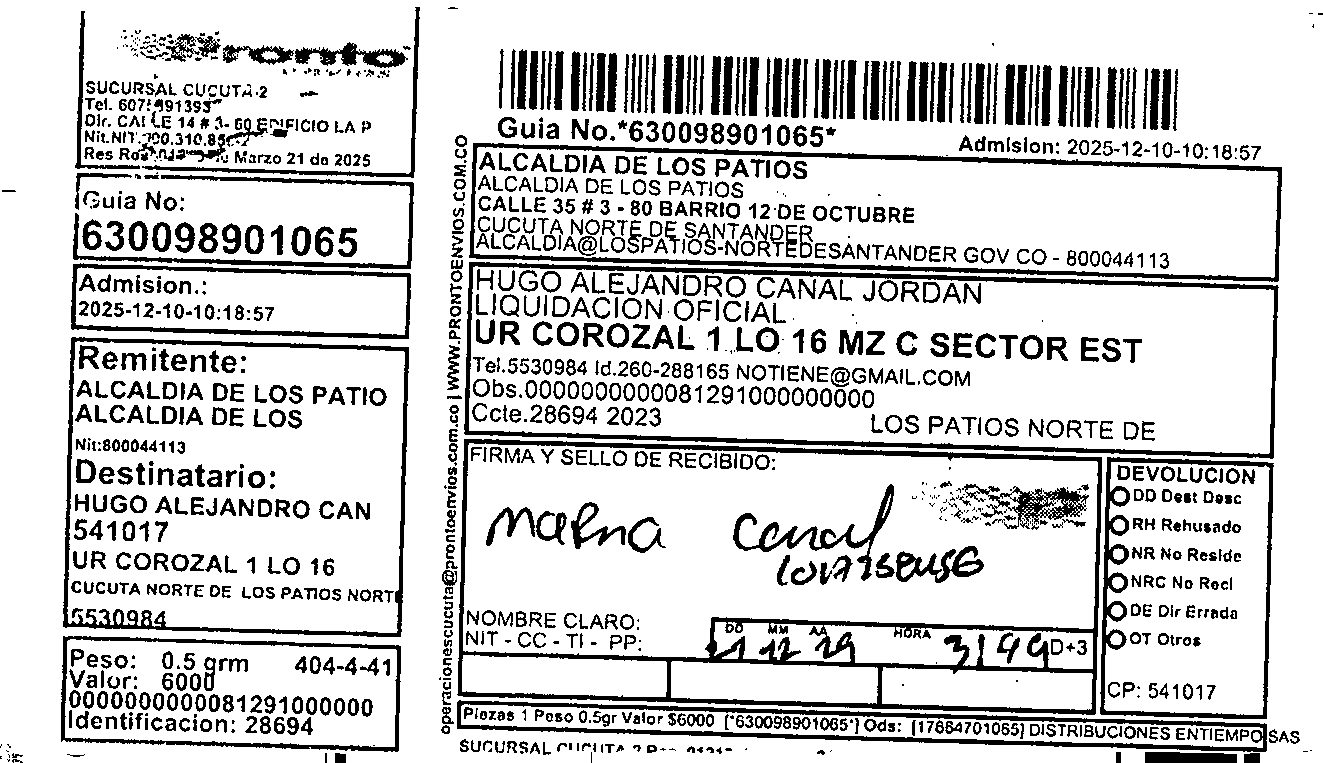 pronto
SUCURSAL CUCUTA-2
Dir. CALLE 14 # 3- 60 EDIFICIO LA P
Marzo 21 de 2025
Guia No:
630098901065
Admision.:
2025-12-10-10:18:57
Remitente:
ALCALDIA DE LOS PATIO
ALCALDIA DE LOS
Nit:800044113
Destinatario:
HUGO ALEJANDRO CAN
541017
UR COROZAL 1 LO 16
CUCUTA NORTE DE LOS PATIOS NORTE
5530984
Peso: 0.5 grm 404-4-41
Valor: 6000
00000000000081291000000
Identificacion: 28694
operacionescucuta@prontoenvios.com.co | WWW.PRONTOENVIOS.COM.CO
Guia No.*630098901065*
Admision: 2025-12-10-10:18:57
ALCALDIA DE LOS PATIOS
ALCALDIA DE LOS PATIOS
CALLE 35 # 3 - 80 BARRIO 12 DE OCTUBRE
CUCUTA NORTE DE SANTANDER
ALCALDIA@LOSPATIOS-NORTEDESANTANDER GOV CO - 800044113
HUGO ALEJANDRO CANAL JORDAN
LIQUIDACION OFICIAL
UR COROZAL 1 LO 16 MZ C SECTOR EST
Tel.5530984 Id.260-288165 NOTIENE@GMAIL.COM
Obs.00000000000081291000000000
Ccte.28694 2023 LOS PATIOS NORTE DE
FIRMA Y SELLO DE RECIBIDO:
Canal
NOMBRE CLARO:
NIT - CC - TI - PP:
DD MM AA HORA
D+3
DEVOLUCION
DD Dest Desc
RH Rehusado
NR No Reside
NRC No Recl
DE Dir Errada
OT Otros
CP: 541017
Piezas 1 Peso 0.5gr Valor $6000 [*630098901065*] Ods: [17664701065] DISTRIBUCIONES ENTIEMPO SAS